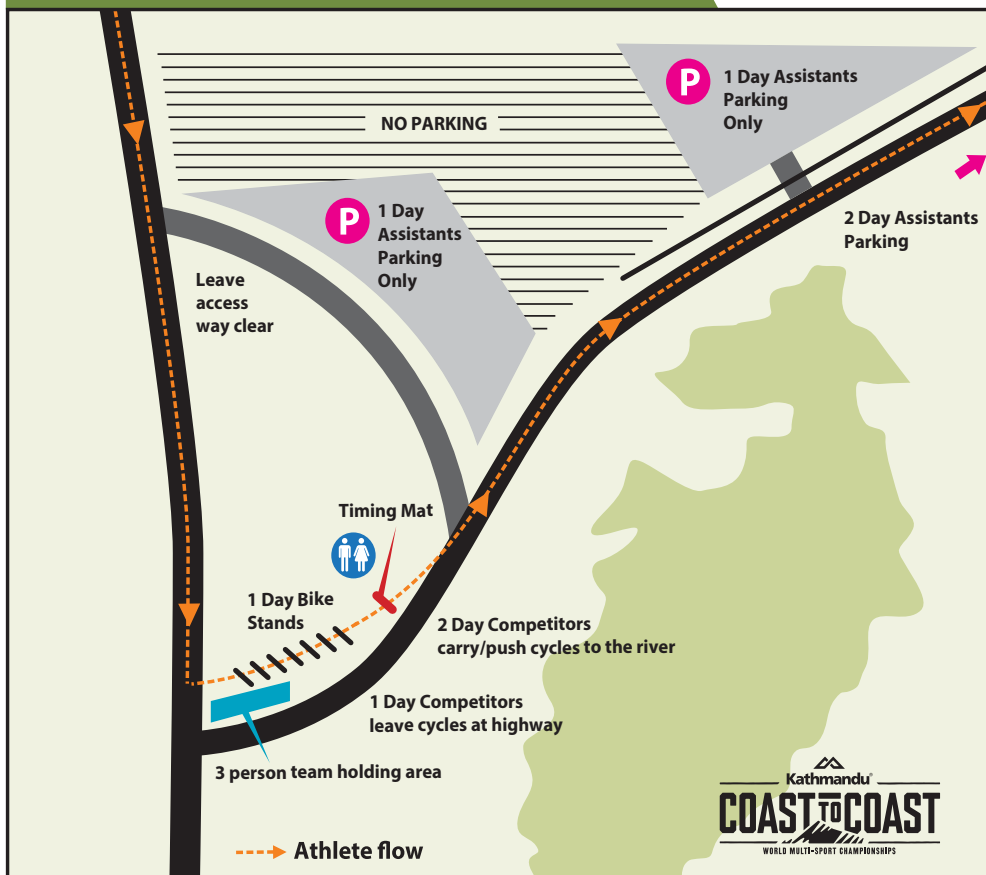 P
1 Day Assistants
Parking
Only
NO PARKING
P
1 Day
Assistants
Parking
Only
2 Day Assistants
Parking
Leave
access
way clear
Timing Mat
1 Day Bike
Stands
2 Day Competitors
carry/push cycles to the river
1 Day Competitors
leave cycles at highway
3 person team holding area
Athlete flow
Kathmandu®
COAST TO COAST
WORLD MULTI-SPORT CHAMPIONSHIPS